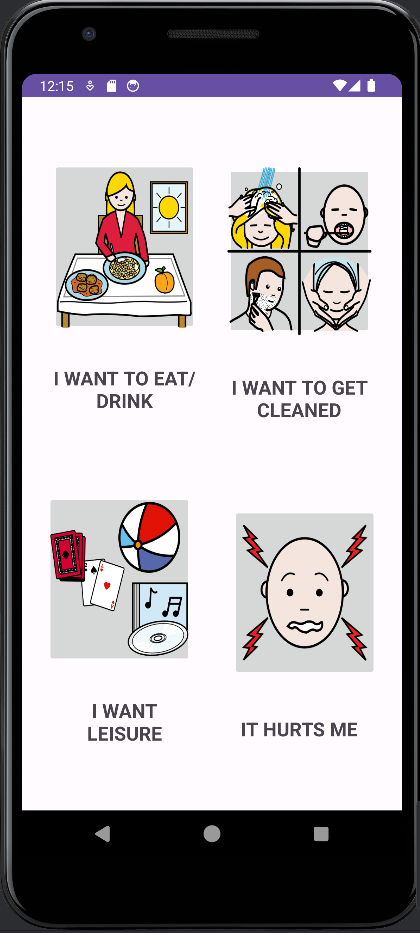 12:15
I WANT TO EAT/
DRINK
I WANT TO GET
CLEANED
I WANT
LEISURE
IT HURTS ME